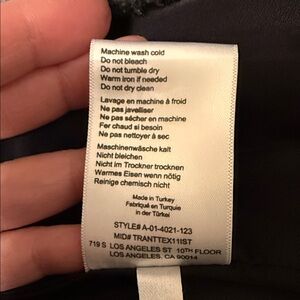 Machine wash cold
Do not bleach
Do not tumble dry
Warm iron if needed
Do not dry clean
Lavage en machine à froid
Ne pas javelliser
Ne pas sécher en machine
Fer chaud si besoin
Ne pas nettoyer à sec
Maschinenwäsche kalt
Nicht bleichen
Nicht im Trockner trocknen
Warmes Eisen wenn nötig
Reinige chemisch nicht
Made in Turkey
Fabriqué en Turquie
in der Türkei
STYLE# A-01-4021-123
MID# TRANTTEX11IST
719 S LOS ANGELES ST 10TH FLOOR
LOS ANGELES, CA 90014